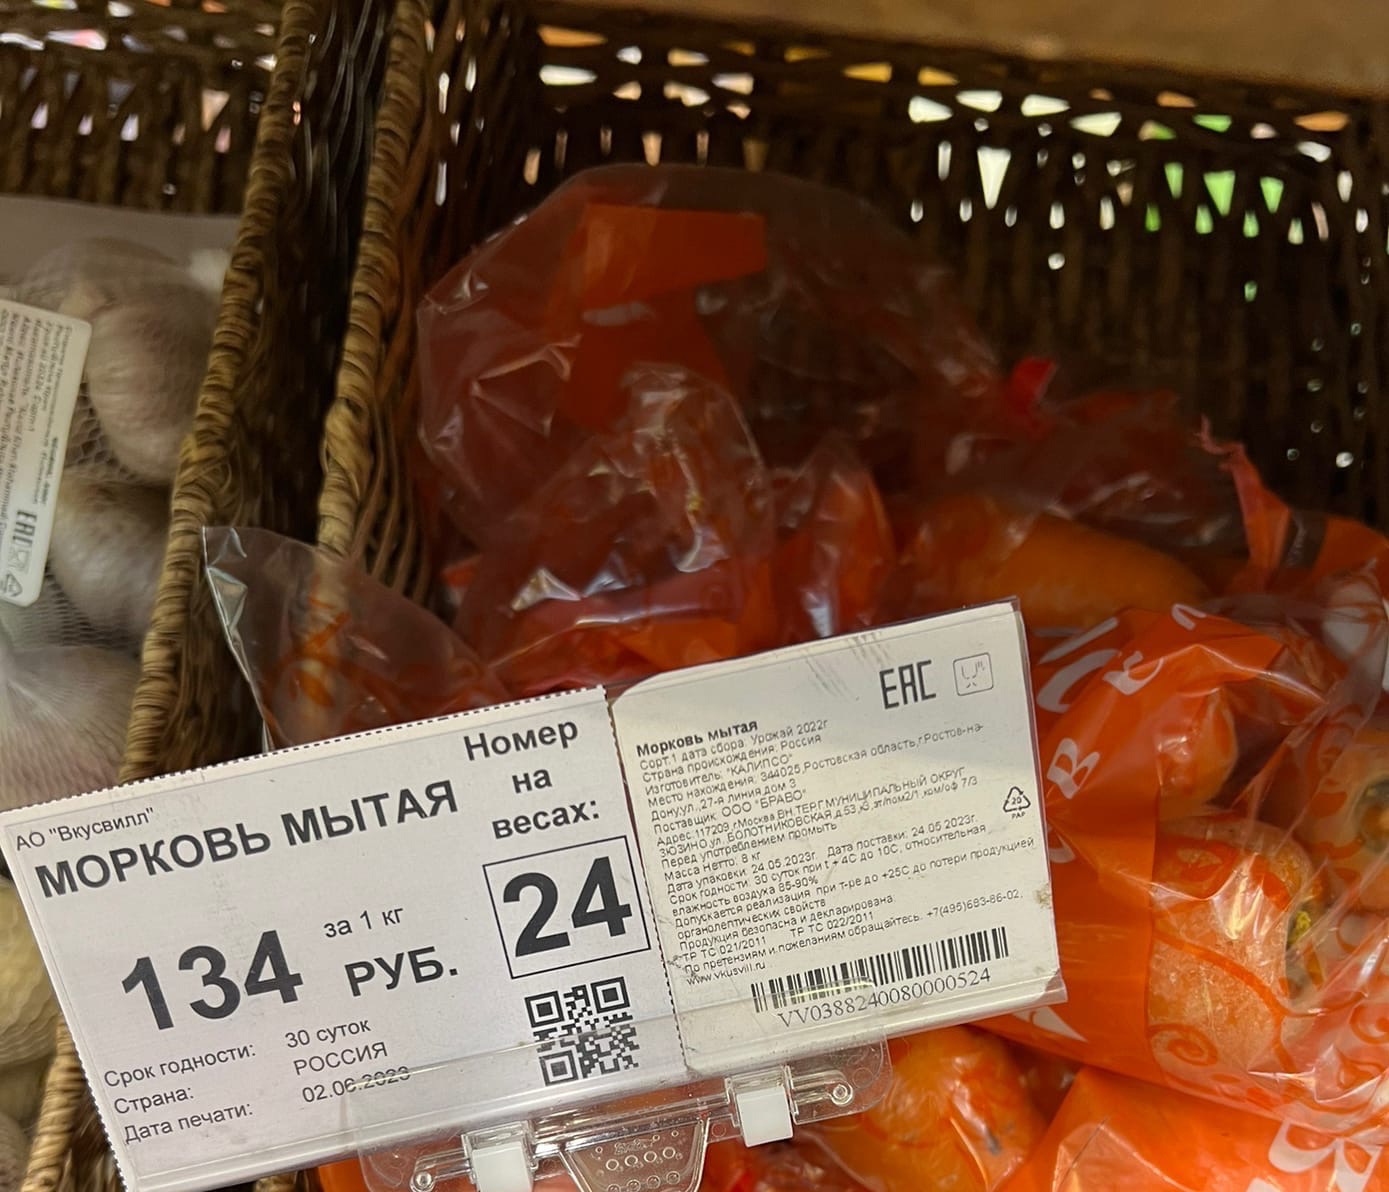 АО "Вкусвилл"
МОРКОВЬ МЫТАЯ
Номер
на
весах:
24
134
за 1 кг
РУБ.
Срок годности: 30 суток
Страна: РОССИЯ
Дата печати: 02.06.2023
EAC
Морковь мытая
Сорт:1 дата сбора: Урожай 2022г
Страна происхождения: Россия
Изготовитель: "КАЛИПСО"
Место нахождения: 344025,Ростовская область,г.Ростов-на-
Дону,ул.,27-я линия,дом 3
Поставщик: ООО "БРАВО"
Адрес:117209,г.Москва,ВН.ТЕР.Г.МУНИЦИПАЛЬНЫЙ ОКРУГ
ЗЮЗИНО,ул. БОЛОТНИКОВСКАЯ,д.53,к3,эт/пом2/1,ком/оф 7/3
Перед употреблением промыть
Масса Нетто: 8 кг
Дата упаковки: 24.05.2023г. Дата поставки: 24.05.2023г.
Срок годности: 30 суток при t + 4С до 10С, относительная
влажность воздуха 85-90%
Допускается реализация при т-ре до +25С до потери продукцией
органолептических свойств
Продукция безопасна и декларирована:
ТР ТС 021/2011 ТР ТС 022/2011
По претензиям и пожеланиям обращайтесь: +7(495)663-86-02,
www.vkusvill.ru
20
PAP
VV0388240080000524
EAC